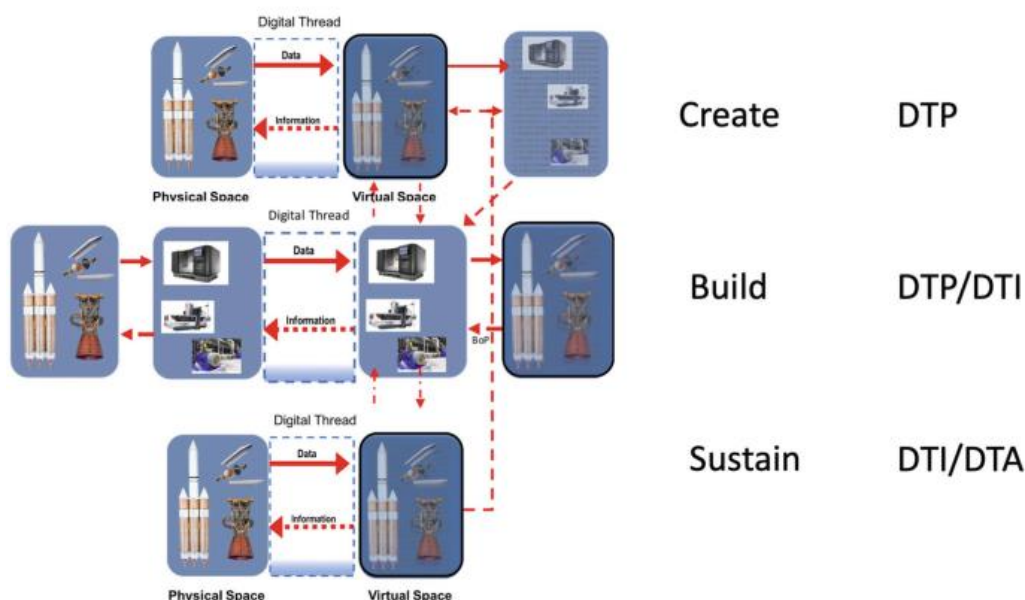 Digital Thread
Data
Information
Physical Space
Virtual Space
Create
DTP
Digital Thread
Data
Information
BoP
Build
DTP/DTI
Digital Thread
Data
Information
Physical Space
Virtual Space
Sustain
DTI/DTA